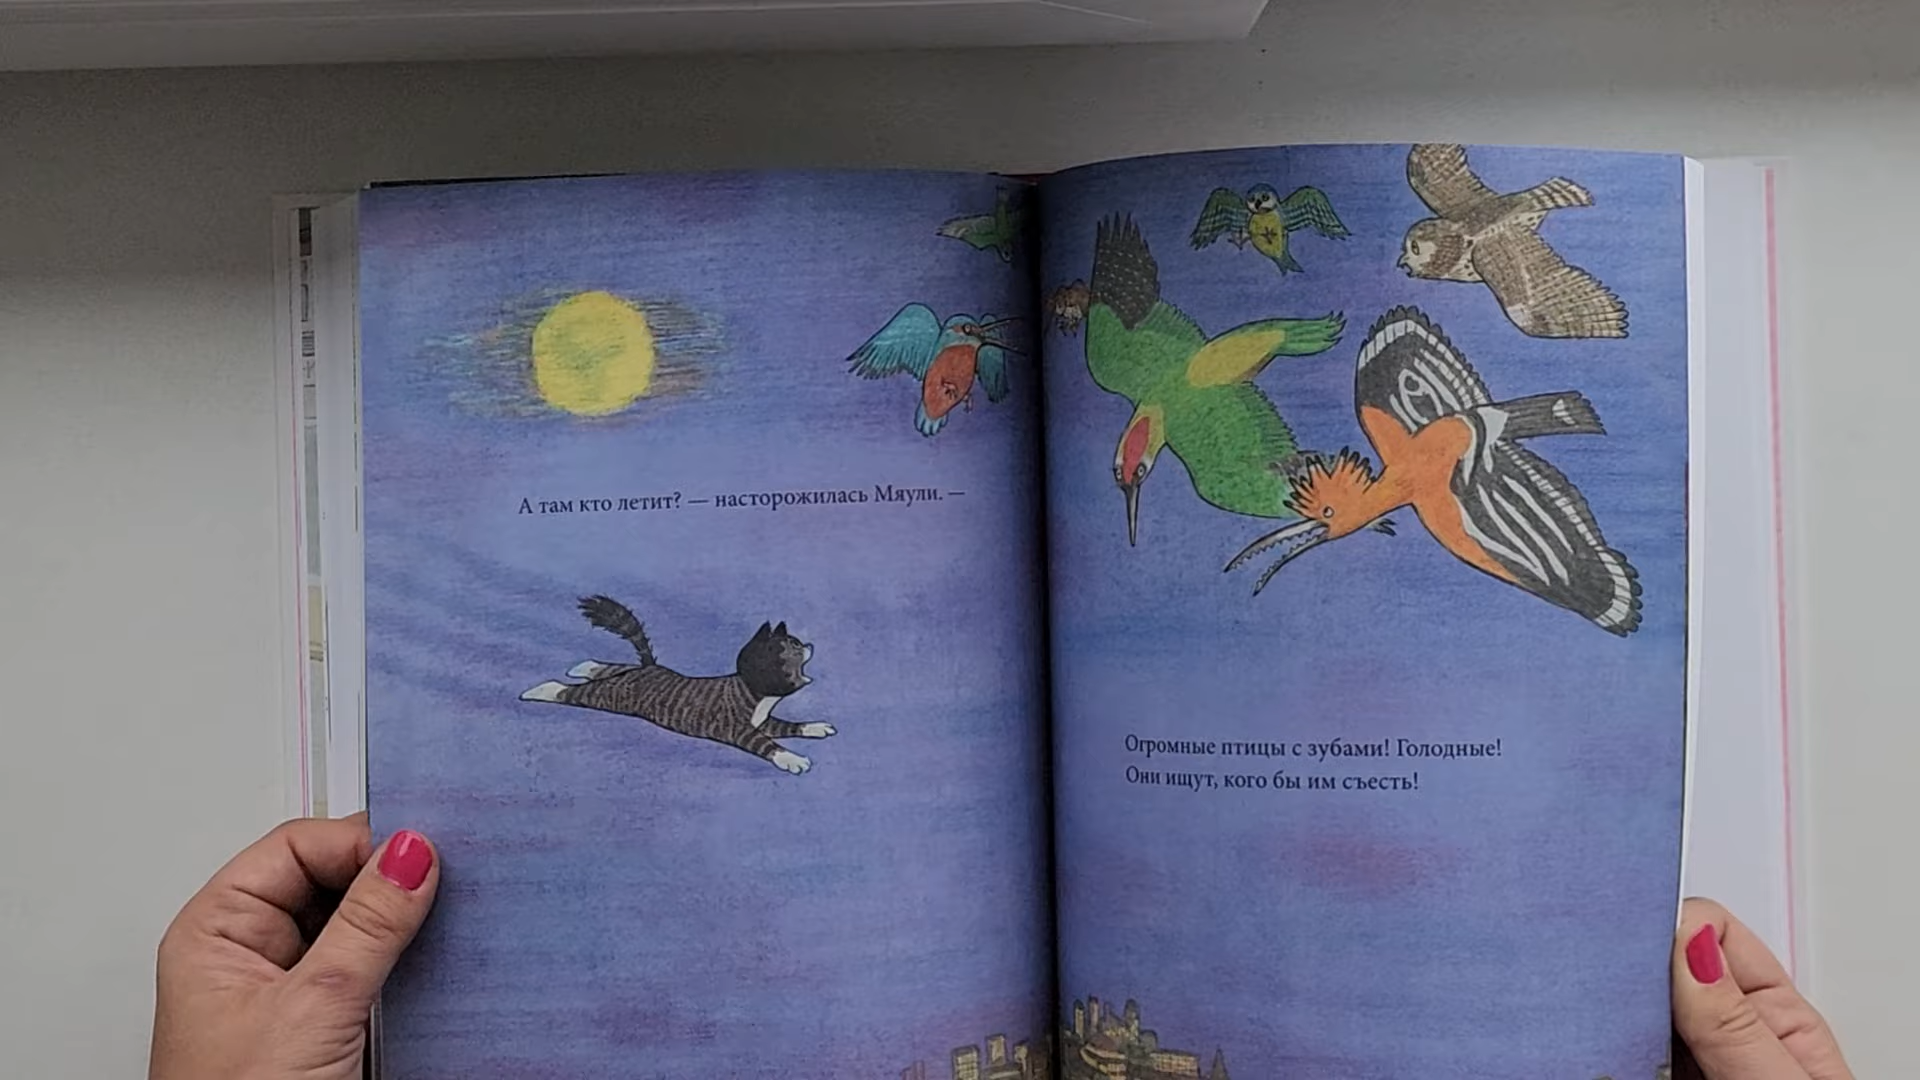 А там кто летит? — насторожилась Мяули. —
Огромные птицы с зубами! Голодные!
Они ищут, кого бы им съесть!